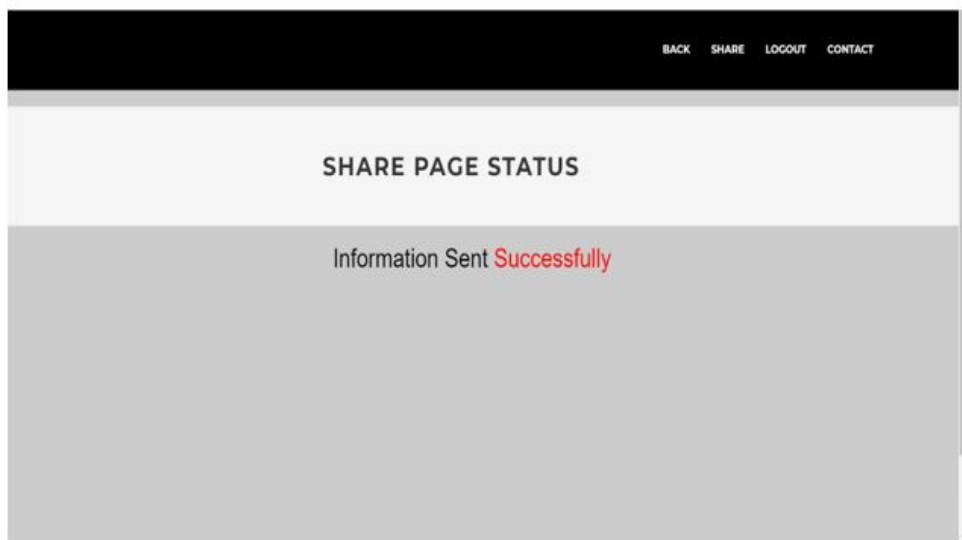 BACK SHARE LOGOUT CONTACT
SHARE PAGE STATUS
Information Sent Successfully